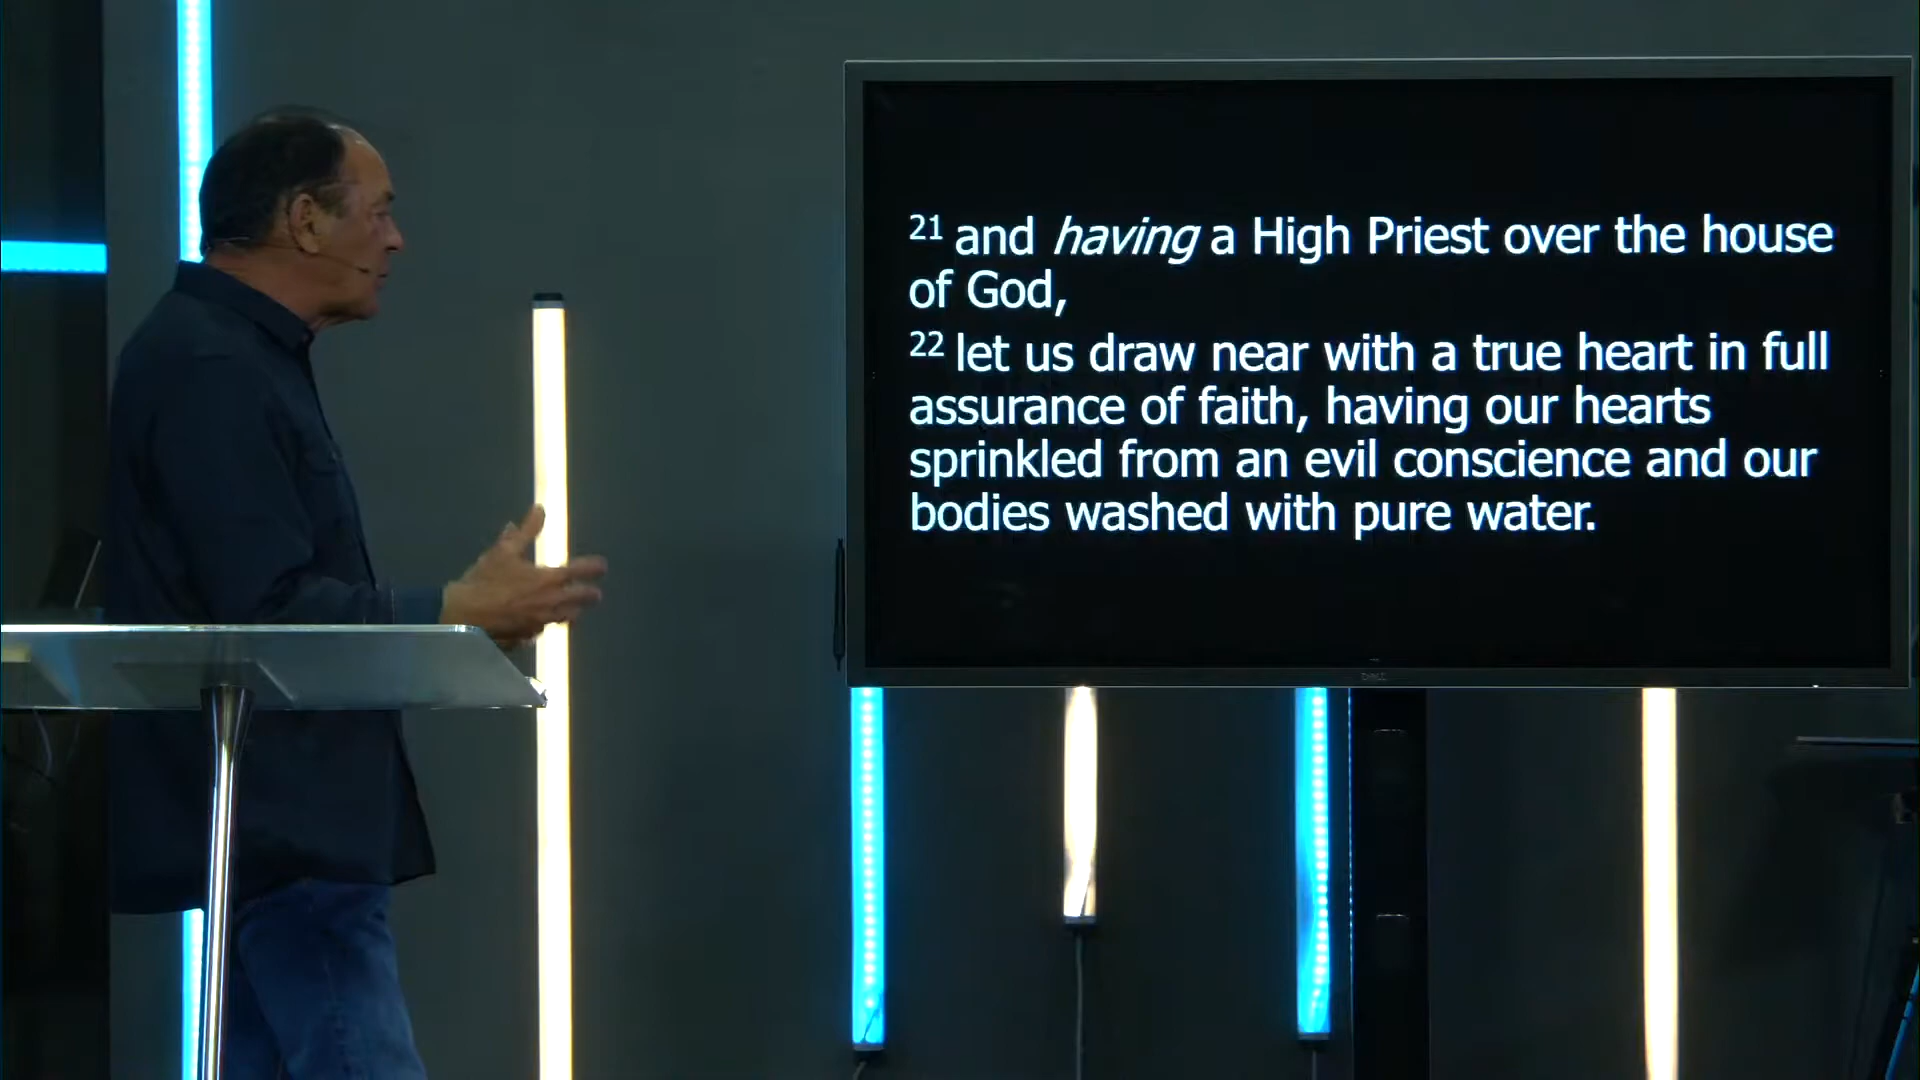 21 and having a High Priest over the house
of God,
22 let us draw near with a true heart in full
assurance of faith, having our hearts
sprinkled from an evil conscience and our
bodies washed with pure water.
DELL